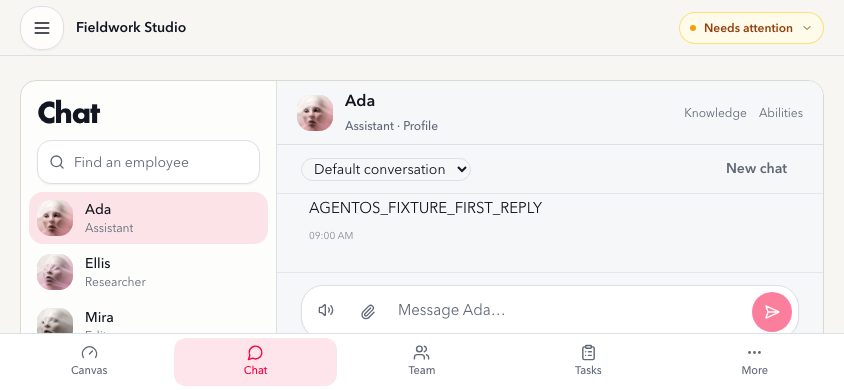 Fieldwork Studio
Needs attention
Chat
Find an employee
Ada
Assistant
Ellis
Researcher
Mira
Ada
Assistant · Profile
Knowledge Abilities
Default conversation
New chat
AGENTOS_FIXTURE_FIRST_REPLY
09:00 AM
Message Ada...
Canvas
Chat
Team
Tasks
More